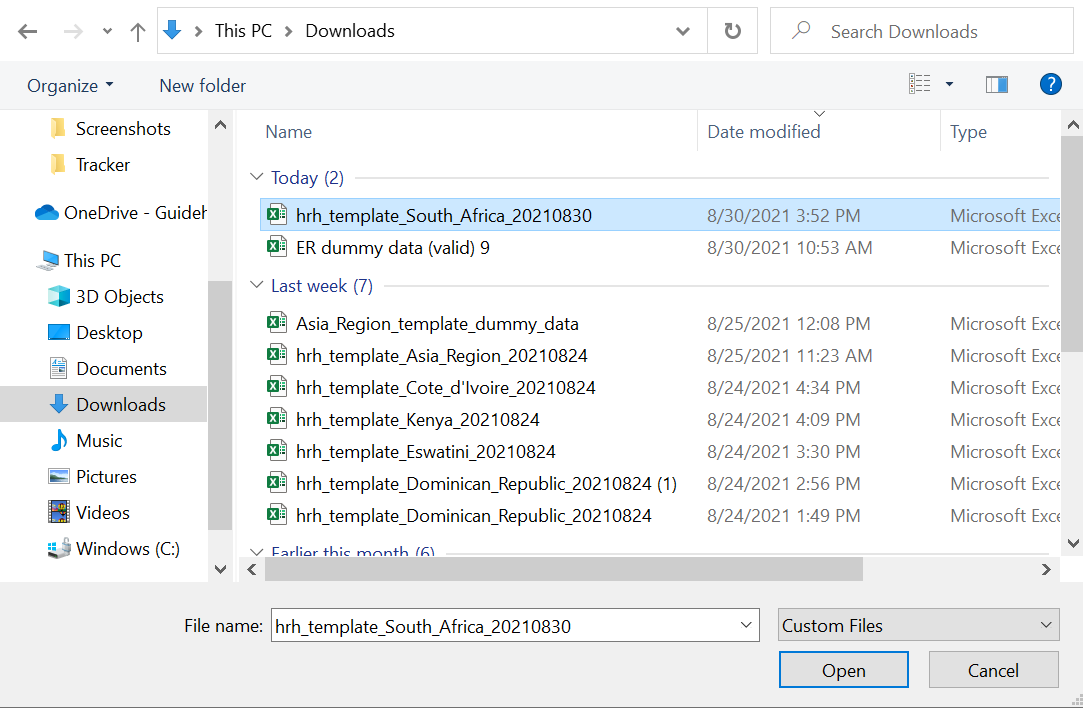 This PC > Downloads
Search Downloads
Organize
New folder
?
Screenshots
Tracker
OneDrive - Guideh
This PC
3D Objects
Desktop
Documents
Downloads
Music
Pictures
Videos
Windows (C:)
Name Date modified Type
Today (2)
hrh_template_South_Africa_20210830 8/30/2021 3:52 PM Microsoft Exce
ER dummy data (valid) 9 8/30/2021 10:53 AM Microsoft Exce
Last week (7)
Asia_Region_template_dummy_data 8/25/2021 12:08 PM Microsoft Exce
hrh_template_Asia_Region_20210824 8/25/2021 11:23 AM Microsoft Exce
hrh_template_Cote_d'Ivoire_20210824 8/24/2021 4:34 PM Microsoft Exce
hrh_template_Kenya_20210824 8/24/2021 4:09 PM Microsoft Exce
hrh_template_Eswatini_20210824 8/24/2021 3:30 PM Microsoft Exce
hrh_template_Dominican_Republic_20210824 (1) 8/24/2021 2:56 PM Microsoft Exce
hrh_template_Dominican_Republic_20210824 8/24/2021 1:49 PM Microsoft Exce
Earlier this month (6)
File name: hrh_template_South_Africa_20210830
Custom Files
Open
Cancel